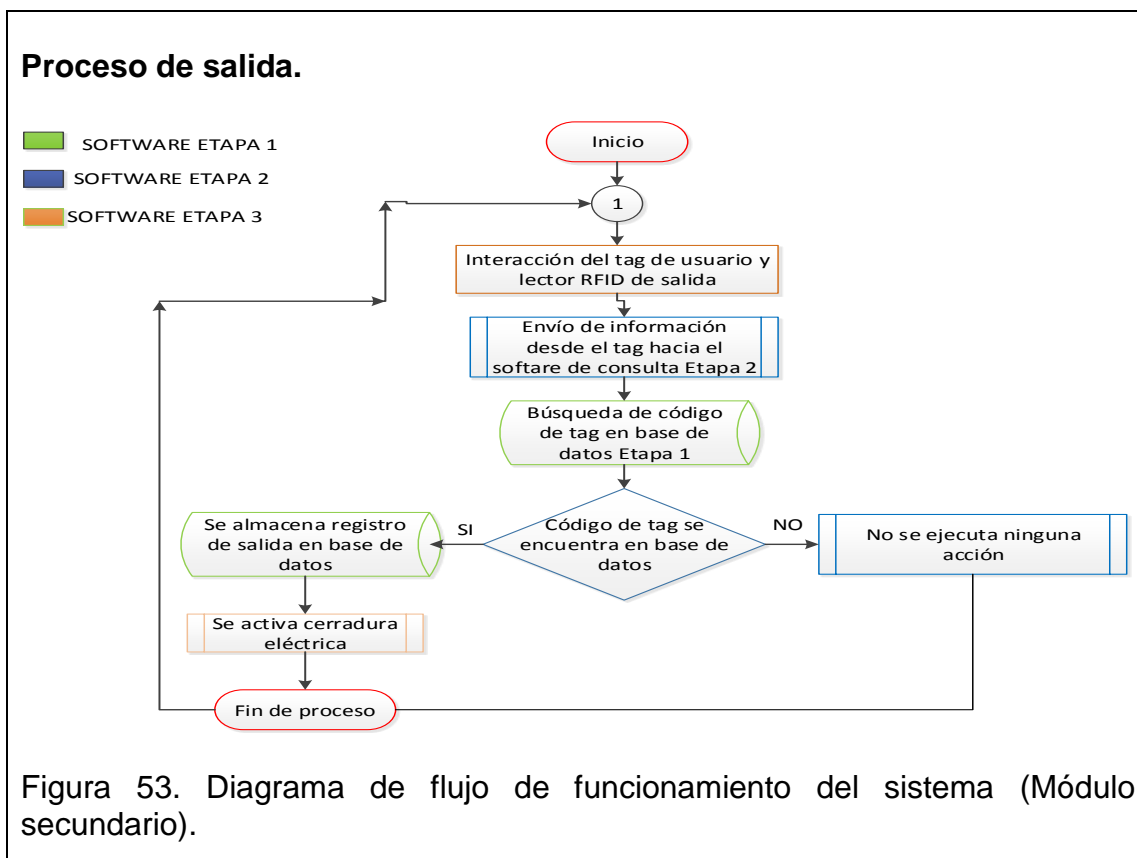 Proceso de salida.
SOFTWARE ETAPA 1
SOFTWARE ETAPA 2
SOFTWARE ETAPA 3
Inicio
1
Interacción del tag de usuario y
lector RFID de salida
Envío de información
desde el tag hacia el
softare de consulta Etapa 2
Búsqueda de código
de tag en base de
datos Etapa 1
Código de tag se
encuentra en base de
datos
SI
NO
Se almacena registro
de salida en base de
datos
No se ejecuta ninguna
acción
Se activa cerradura
eléctrica
Fin de proceso
Figura 53. Diagrama de flujo de funcionamiento del sistema (Módulo
secundario).